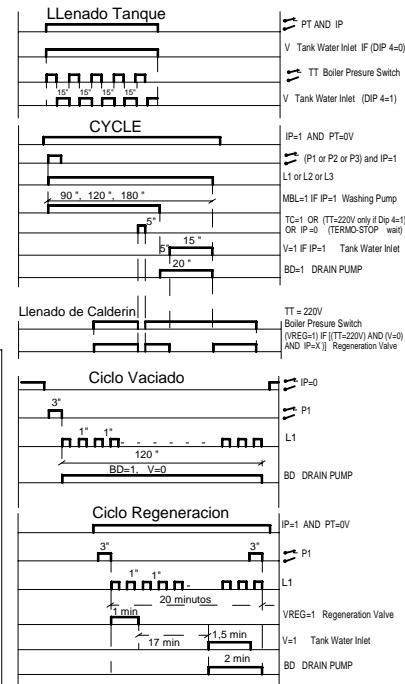 LLenado Tanque
PT AND IP
V Tank Water Inlet IF (DIP 4=0)
TT Boiler Presure Switch
15" 15" 15" 15"
V Tank Water Inlet (DIP 4=1)
CYCLE
IP=1 AND PT=0V
(P1 or P2 or P3) and IP=1
L1 or L2 or L3
90 ", 120 ", 180 "
MBL=1 IF IP=1 Washing Pump
5"
TC=1 OR (TT=220V only if Dip 4=1)
OR IP =0 (TERMO-STOP wait)
15 "
5"
V=1 IF IP=1 Tank Water Inlet
20 "
BD=1 DRAIN PUMP
Llenado de Calderin
TT = 220V
Boiler Presure Switch
(VREG=1) IF [(TT=220V) AND (V=0)
AND IP=X )] Regeneration Valve
Ciclo Vaciado
IP=0
3"
P1
1" 1"
L1
120 "
BD=1, V=0
BD DRAIN PUMP
Ciclo Regeneracion
IP=1 AND PT=0V
3" 3"
P1
1" 1"
L1
20 minutos
1 min
VREG=1 Regeneration Valve
17 min
1,5 min
V=1 Tank Water Inlet
2 min
BD DRAIN PUMP